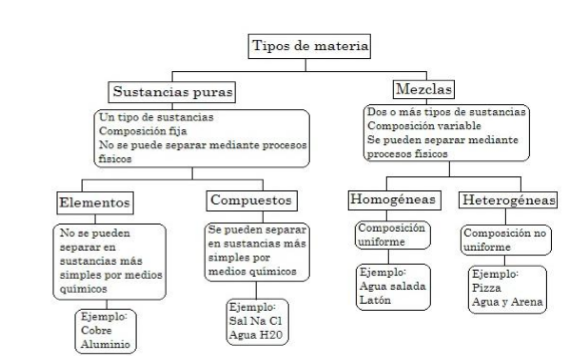 Tipos de materia
Sustancias puras
Un tipo de sustancias
Composición fija
No se puede separar mediante procesos
físicos
Elementos
No se pueden
separar en
sustancias más
simples por medios
químicos
Ejemplo:
Cobre
Aluminio
Compuestos
Se pueden separar
en sustancias más
simples por
medios químicos
Ejemplo:
Sal Na Cl
Agua H20
Mezclas
Dos o más tipos de sustancias
Composición variable
Se pueden separar mediante
procesos físicos
Homogéneas
Composición
uniforme
Ejemplo:
Agua salada
Latón
Heterogéneas
Composición no
uniforme
Ejemplo:
Pizza
Agua y Arena